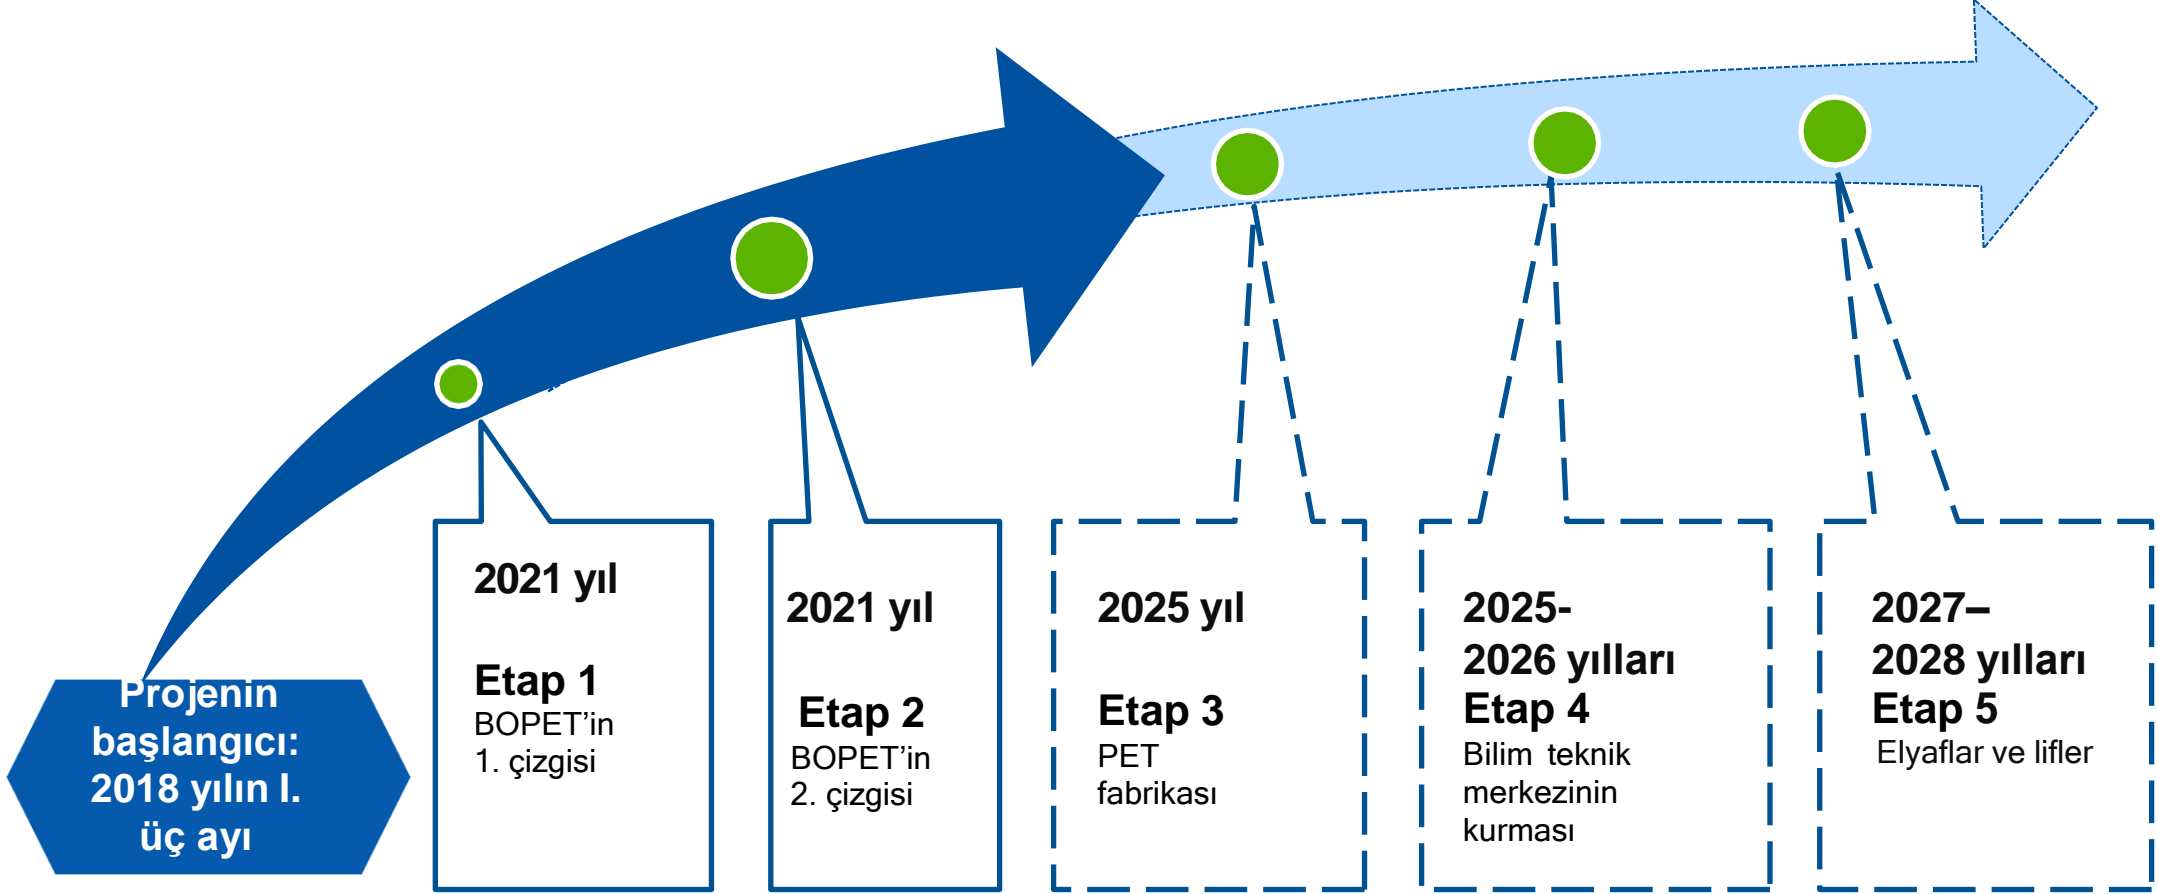 Projenin
başlangıcı:
2018 yılın I.
üç ayı
2021 yıl
Etap 1
BOPET’in
1. çizgisi
2021 yıl
Etap 2
BOPET’in
2. çizgisi
2025 yıl
Etap 3
PET
fabrikası
2025-
2026 yılları
Etap 4
Bilim teknik
merkezinin
kurması
2027–
2028 yılları
Etap 5
Elyaflar ve lifler